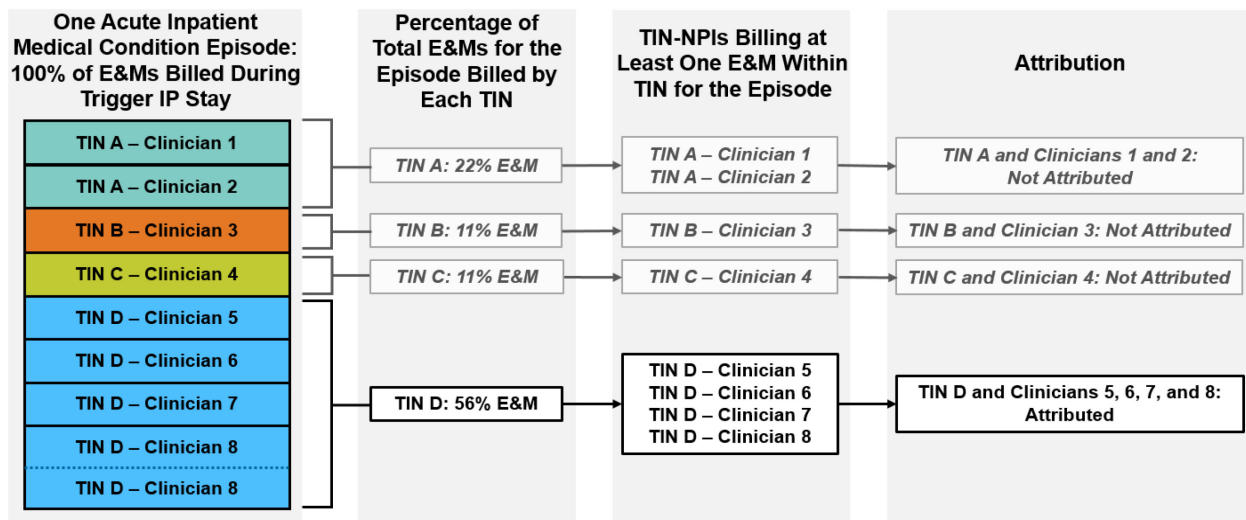 One Acute Inpatient
Medical Condition Episode:
100% of E&Ms Billed During
Trigger IP Stay
TIN A – Clinician 1
TIN A – Clinician 2
TIN B – Clinician 3
TIN C – Clinician 4
TIN D – Clinician 5
TIN D – Clinician 6
TIN D – Clinician 7
TIN D – Clinician 8
TIN D – Clinician 8
Percentage of
Total E&Ms for the
Episode Billed by
Each TIN
TIN A: 22% E&M
TIN B: 11% E&M
TIN C: 11% E&M
TIN D: 56% E&M
TIN-NPIs Billing at
Least One E&M Within
TIN for the Episode
TIN A – Clinician 1
TIN A – Clinician 2
TIN B – Clinician 3
TIN C – Clinician 4
TIN D – Clinician 5
TIN D – Clinician 6
TIN D – Clinician 7
TIN D – Clinician 8
Attribution
TIN A and Clinicians 1 and 2:
Not Attributed
TIN B and Clinician 3: Not Attributed
TIN C and Clinician 4: Not Attributed
TIN D and Clinicians 5, 6, 7, and 8:
Attributed